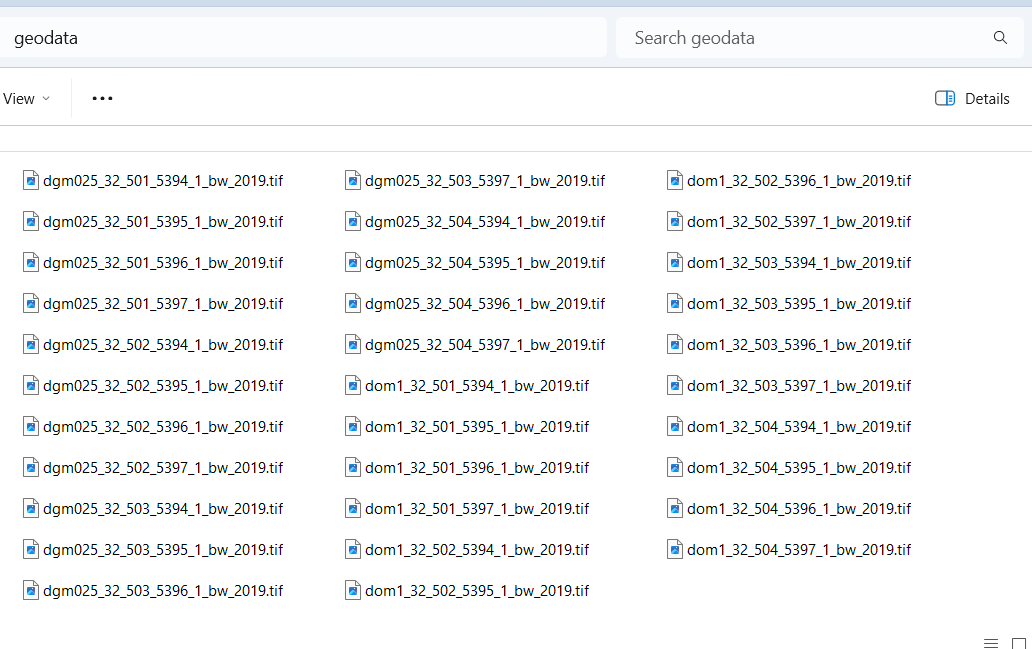 geodata
Search geodata
View
Details
dgm025_32_501_5394_1_bw_2019.tif
dgm025_32_501_5395_1_bw_2019.tif
dgm025_32_501_5396_1_bw_2019.tif
dgm025_32_501_5397_1_bw_2019.tif
dgm025_32_502_5394_1_bw_2019.tif
dgm025_32_502_5395_1_bw_2019.tif
dgm025_32_502_5396_1_bw_2019.tif
dgm025_32_502_5397_1_bw_2019.tif
dgm025_32_503_5394_1_bw_2019.tif
dgm025_32_503_5395_1_bw_2019.tif
dgm025_32_503_5396_1_bw_2019.tif
dgm025_32_503_5397_1_bw_2019.tif
dgm025_32_504_5394_1_bw_2019.tif
dgm025_32_504_5395_1_bw_2019.tif
dgm025_32_504_5396_1_bw_2019.tif
dgm025_32_504_5397_1_bw_2019.tif
dom1_32_501_5394_1_bw_2019.tif
dom1_32_501_5395_1_bw_2019.tif
dom1_32_501_5396_1_bw_2019.tif
dom1_32_501_5397_1_bw_2019.tif
dom1_32_502_5394_1_bw_2019.tif
dom1_32_502_5395_1_bw_2019.tif
dom1_32_502_5396_1_bw_2019.tif
dom1_32_502_5397_1_bw_2019.tif
dom1_32_503_5394_1_bw_2019.tif
dom1_32_503_5395_1_bw_2019.tif
dom1_32_503_5396_1_bw_2019.tif
dom1_32_503_5397_1_bw_2019.tif
dom1_32_504_5394_1_bw_2019.tif
dom1_32_504_5395_1_bw_2019.tif
dom1_32_504_5396_1_bw_2019.tif
dom1_32_504_5397_1_bw_2019.tif